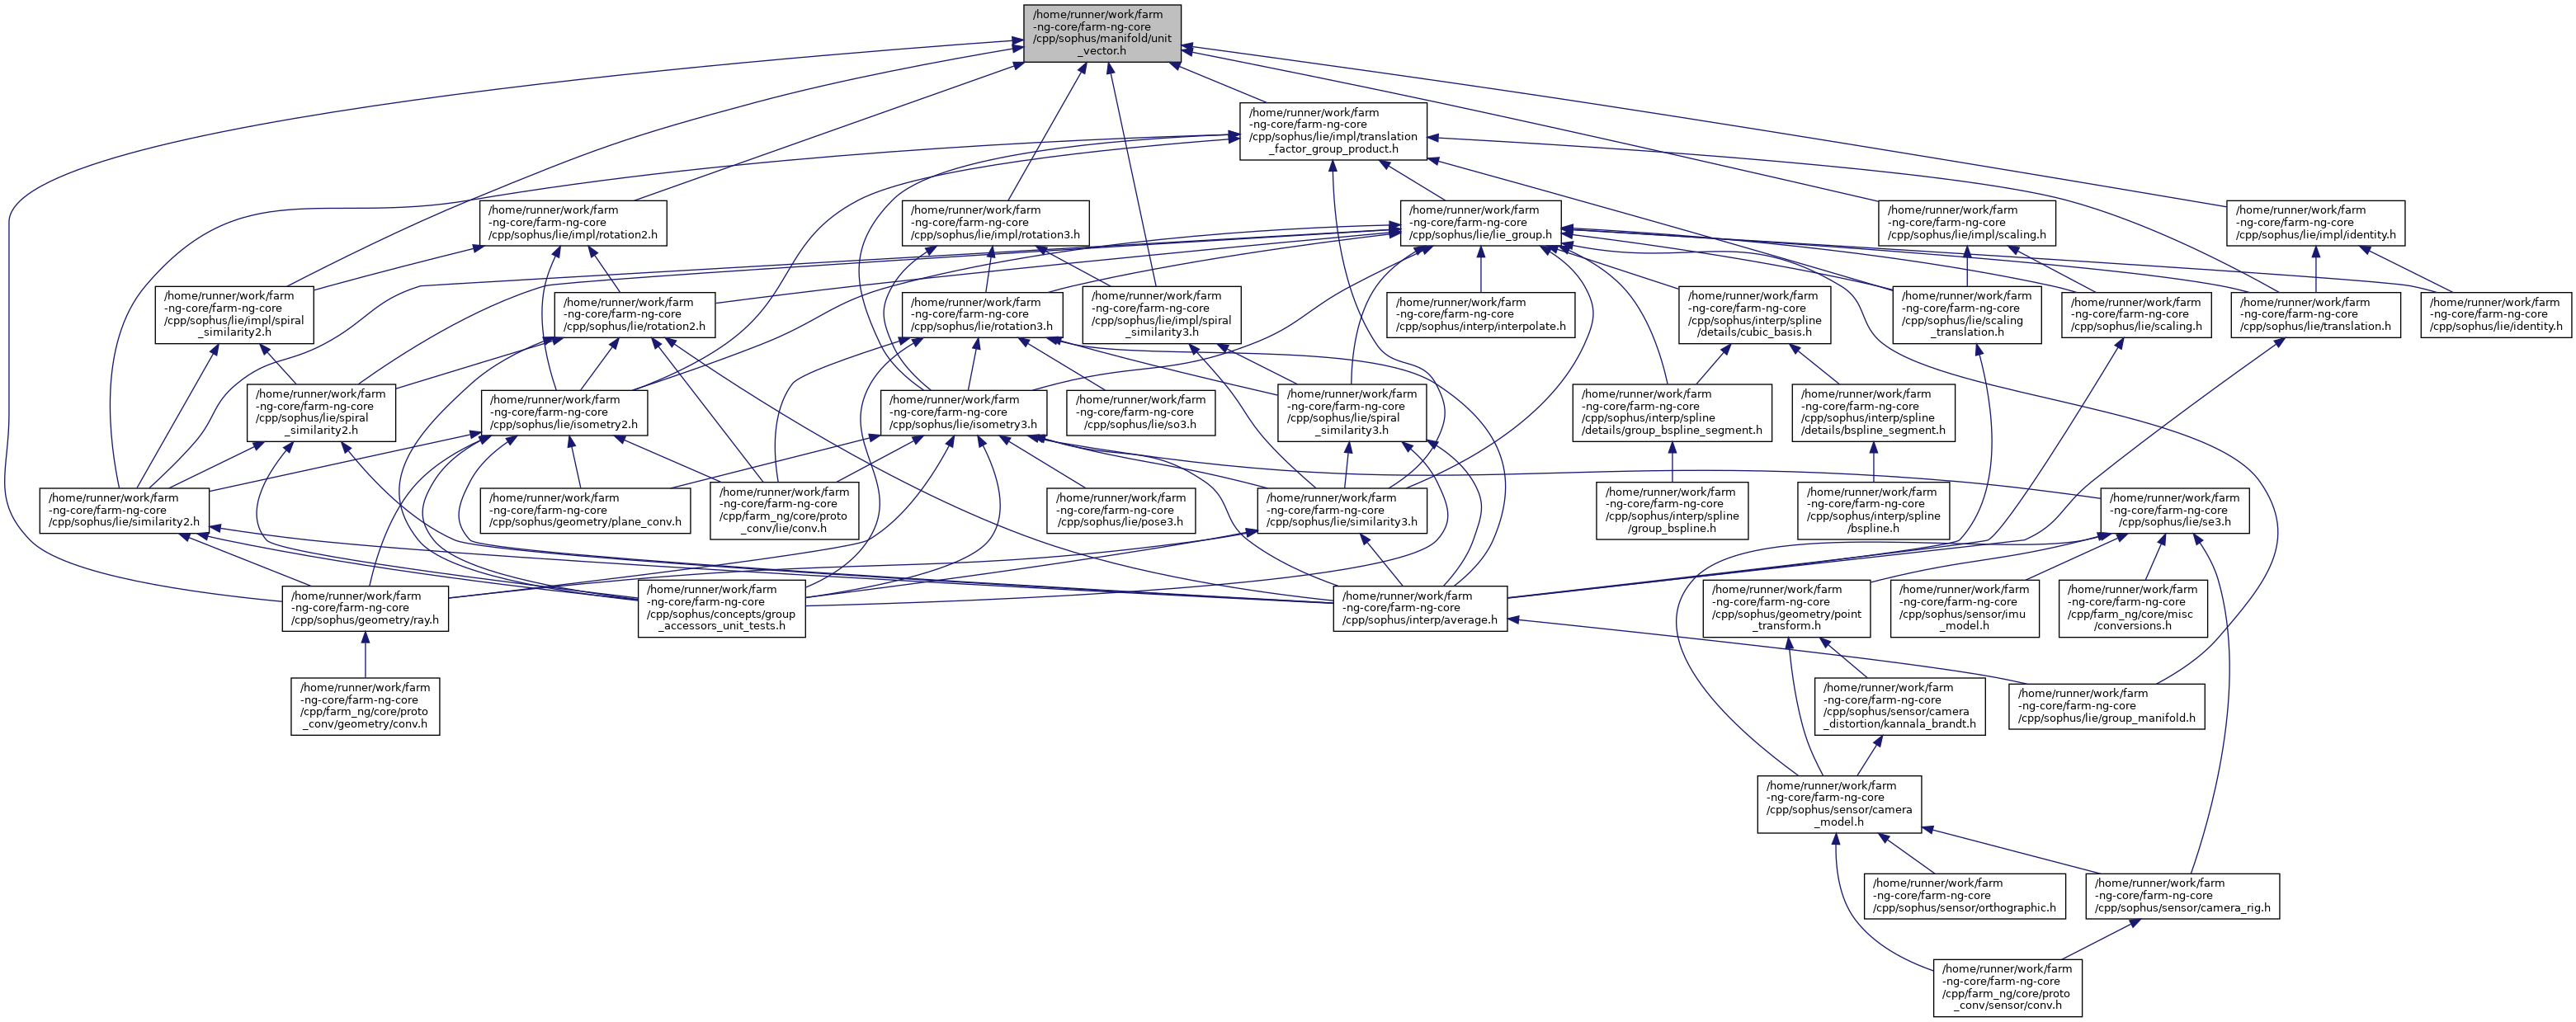 /home/runner/work/farm
-ng-core/farm-ng-core
/cpp/sophus/manifold/unit
_vector.h
/home/runner/work/farm
-ng-core/farm-ng-core
/cpp/sophus/lie/impl/translation
_factor_group_product.h
/home/runner/work/farm
-ng-core/farm-ng-core
/cpp/sophus/lie/impl/rotation2.h
/home/runner/work/farm
-ng-core/farm-ng-core
/cpp/sophus/lie/impl/rotation3.h
/home/runner/work/farm
-ng-core/farm-ng-core
/cpp/sophus/lie/lie_group.h
/home/runner/work/farm
-ng-core/farm-ng-core
/cpp/sophus/lie/impl/scaling.h
/home/runner/work/farm
-ng-core/farm-ng-core
/cpp/sophus/lie/impl/identity.h
/home/runner/work/farm
-ng-core/farm-ng-core
/cpp/sophus/lie/impl/spiral
_similarity2.h
/home/runner/work/farm
-ng-core/farm-ng-core
/cpp/sophus/lie/rotation2.h
/home/runner/work/farm
-ng-core/farm-ng-core
/cpp/sophus/lie/rotation3.h
/home/runner/work/farm
-ng-core/farm-ng-core
/cpp/sophus/lie/impl/spiral
_similarity3.h
/home/runner/work/farm
-ng-core/farm-ng-core
/cpp/sophus/interp/interpolate.h
/home/runner/work/farm
-ng-core/farm-ng-core
/cpp/sophus/interp/spline
/details/cubic_basis.h
/home/runner/work/farm
-ng-core/farm-ng-core
/cpp/sophus/lie/scaling
_translation.h
/home/runner/work/farm
-ng-core/farm-ng-core
/cpp/sophus/lie/scaling.h
/home/runner/work/farm
-ng-core/farm-ng-core
/cpp/sophus/lie/translation.h
/home/runner/work/farm
-ng-core/farm-ng-core
/cpp/sophus/lie/identity.h
/home/runner/work/farm
-ng-core/farm-ng-core
/cpp/sophus/lie/spiral
_similarity2.h
/home/runner/work/farm
-ng-core/farm-ng-core
/cpp/sophus/lie/isometry2.h
/home/runner/work/farm
-ng-core/farm-ng-core
/cpp/sophus/lie/isometry3.h
/home/runner/work/farm
-ng-core/farm-ng-core
/cpp/sophus/lie/so3.h
/home/runner/work/farm
-ng-core/farm-ng-core
/cpp/sophus/lie/spiral
_similarity3.h
/home/runner/work/farm
-ng-core/farm-ng-core
/cpp/sophus/interp/spline
/details/group_bspline_segment.h
/home/runner/work/farm
-ng-core/farm-ng-core
/cpp/sophus/interp/spline
/details/bspline_segment.h
/home/runner/work/farm
-ng-core/farm-ng-core
/cpp/sophus/lie/similarity2.h
/home/runner/work/farm
-ng-core/farm-ng-core
/cpp/sophus/geometry/plane_conv.h
/home/runner/work/farm
-ng-core/farm-ng-core
/cpp/farm_ng/core/proto
_conv/lie/conv.h
/home/runner/work/farm
-ng-core/farm-ng-core
/cpp/sophus/lie/pose3.h
/home/runner/work/farm
-ng-core/farm-ng-core
/cpp/sophus/lie/similarity3.h
/home/runner/work/farm
-ng-core/farm-ng-core
/cpp/sophus/interp/spline
/group_bspline.h
/home/runner/work/farm
-ng-core/farm-ng-core
/cpp/sophus/interp/spline
/bspline.h
/home/runner/work/farm
-ng-core/farm-ng-core
/cpp/sophus/lie/se3.h
/home/runner/work/farm
-ng-core/farm-ng-core
/cpp/sophus/geometry/ray.h
/home/runner/work/farm
-ng-core/farm-ng-core
/cpp/sophus/concepts/group
_accessors_unit_tests.h
/home/runner/work/farm
-ng-core/farm-ng-core
/cpp/sophus/interp/average.h
/home/runner/work/farm
-ng-core/farm-ng-core
/cpp/sophus/geometry/point
_transform.h
/home/runner/work/farm
-ng-core/farm-ng-core
/cpp/sophus/sensor/imu
_model.h
/home/runner/work/farm
-ng-core/farm-ng-core
/cpp/farm_ng/core/misc
/conversions.h
/home/runner/work/farm
-ng-core/farm-ng-core
/cpp/farm_ng/core/proto
_conv/geometry/conv.h
/home/runner/work/farm
-ng-core/farm-ng-core
/cpp/sophus/sensor/camera
_distortion/kannala_brandt.h
/home/runner/work/farm
-ng-core/farm-ng-core
/cpp/sophus/lie/group_manifold.h
/home/runner/work/farm
-ng-core/farm-ng-core
/cpp/sophus/sensor/camera
_model.h
/home/runner/work/farm
-ng-core/farm-ng-core
/cpp/sophus/sensor/orthographic.h
/home/runner/work/farm
-ng-core/farm-ng-core
/cpp/sophus/sensor/camera_rig.h
/home/runner/work/farm
-ng-core/farm-ng-core
/cpp/farm_ng/core/proto
_conv/sensor/conv.h